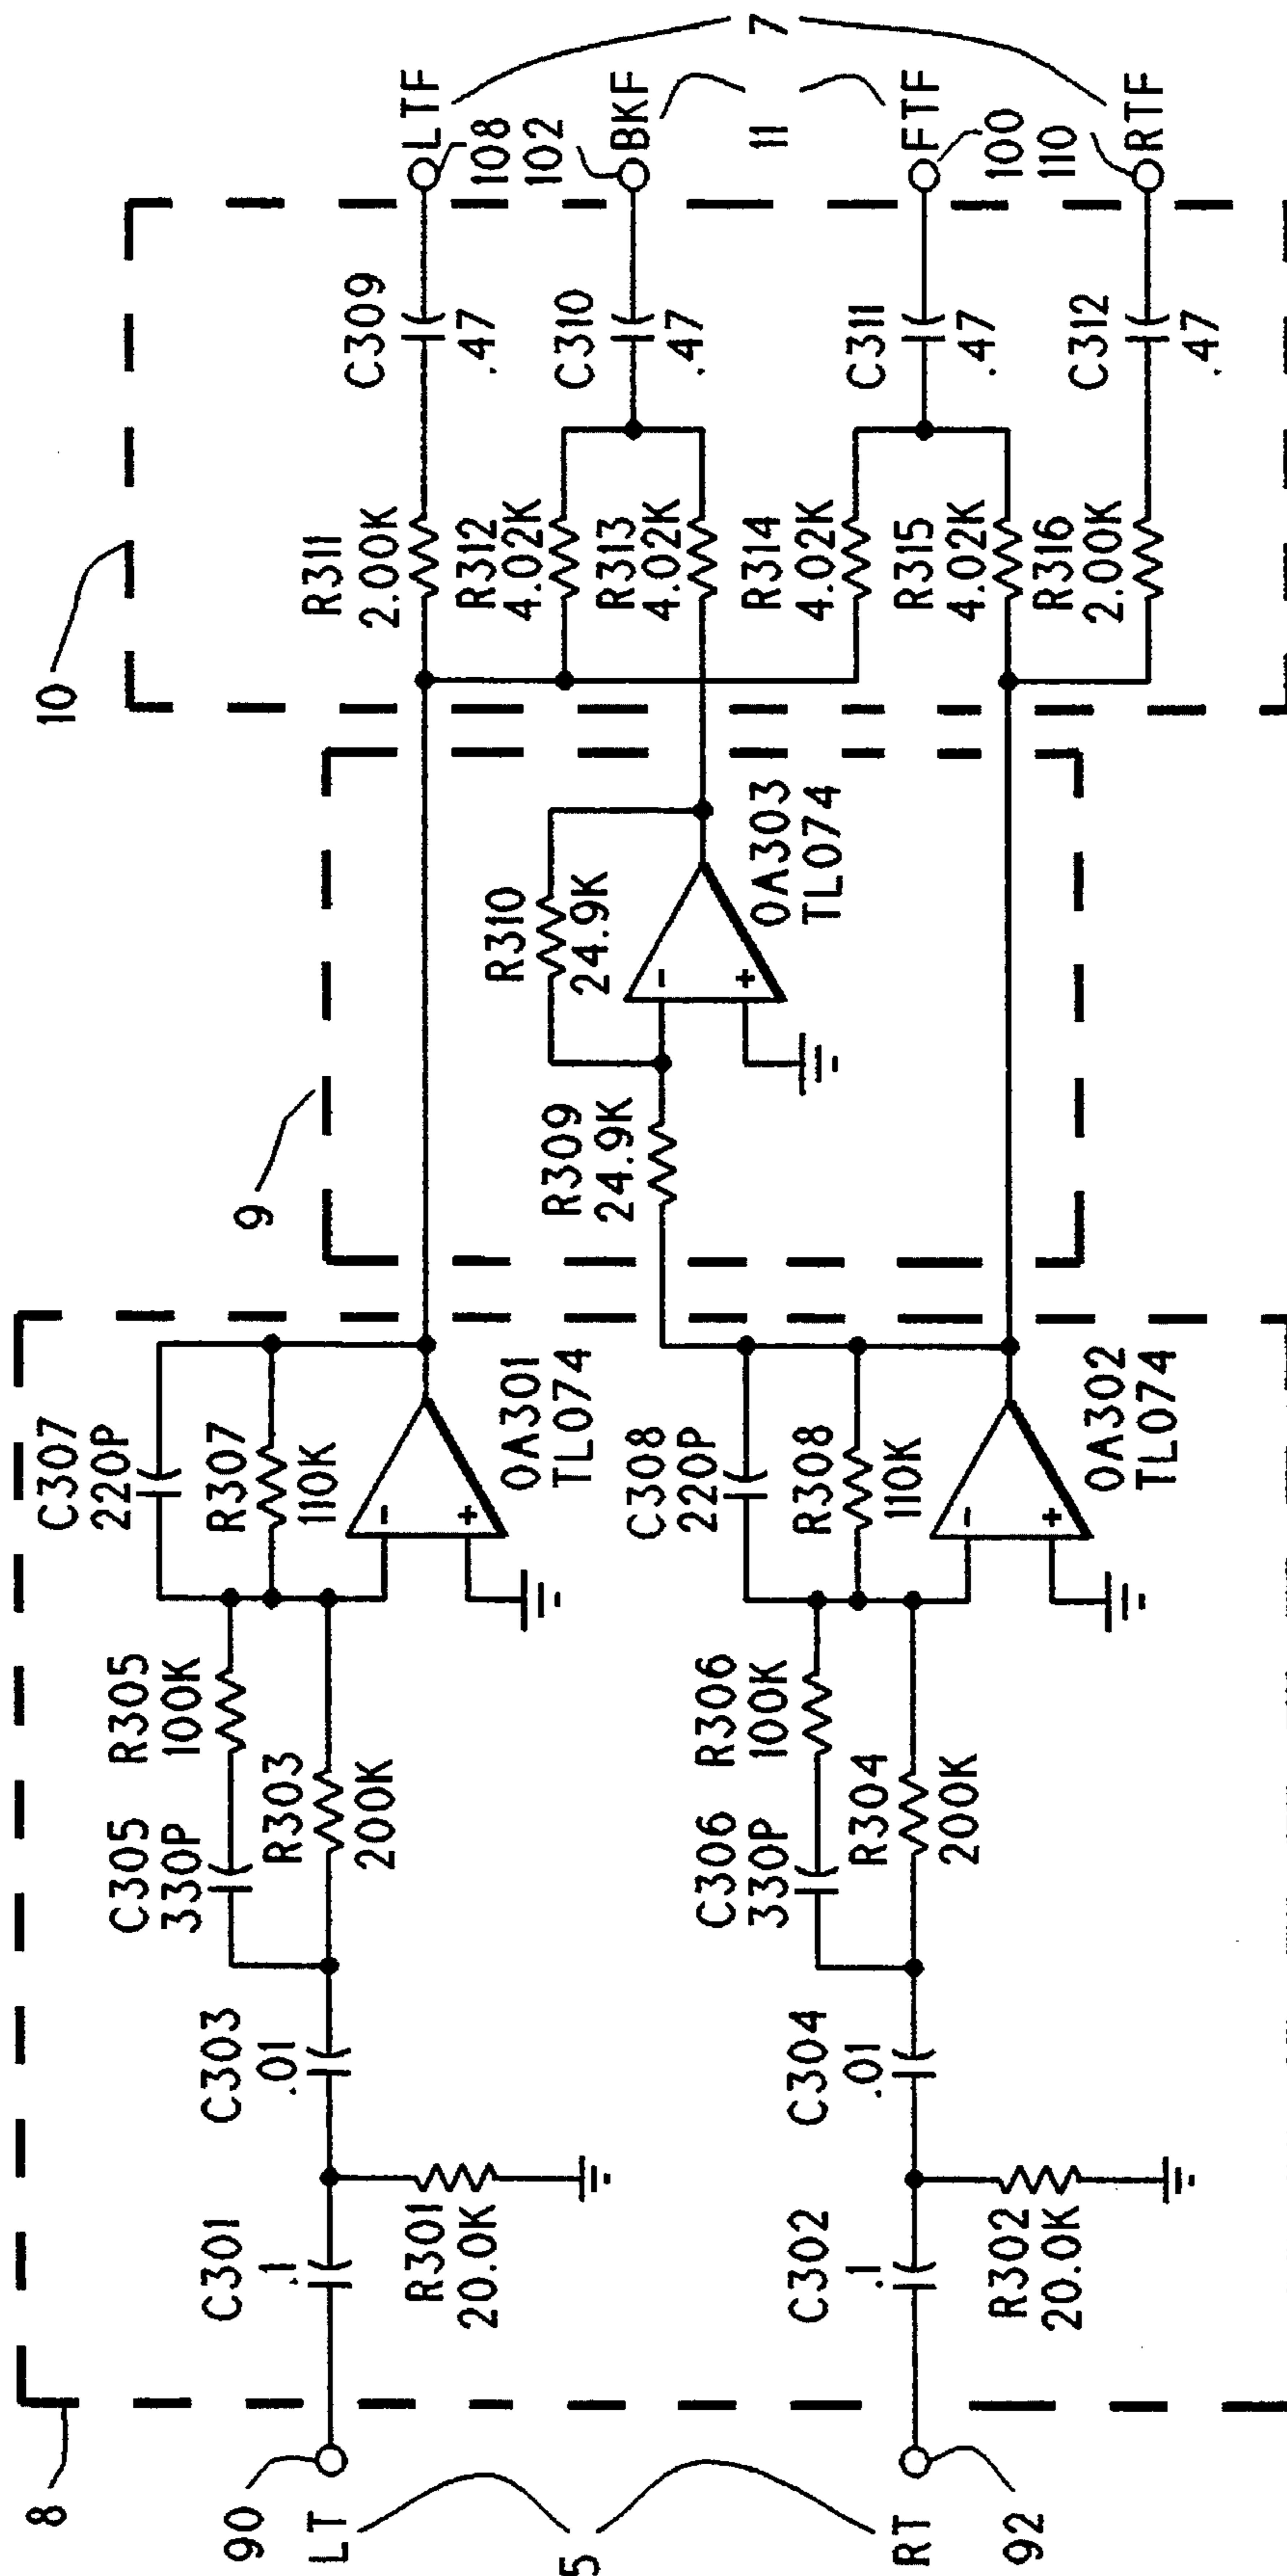 8
90
LT
5
RT
92
C301
.1
R301
20.0K
C303
.01
C305
330P
R305
100K
R303
200K
C307
220P
R307
110K
-
+
OA301
TL074
C302
.1
R302
20.0K
C304
.01
C306
330P
R306
100K
R304
200K
C308
220P
R308
110K
-
+
OA302
TL074
9
R309
24.9K
R310
24.9K
-
+
OA303
TL074
10
R311
2.00K
R312
4.02K
R313
4.02K
R314
4.02K
R315
4.02K
R316
2.00K
C309
.47
C310
.47
C311
.47
C312
.47
LTF
108
102
BKF
11
7
FTF
100
110
RTF